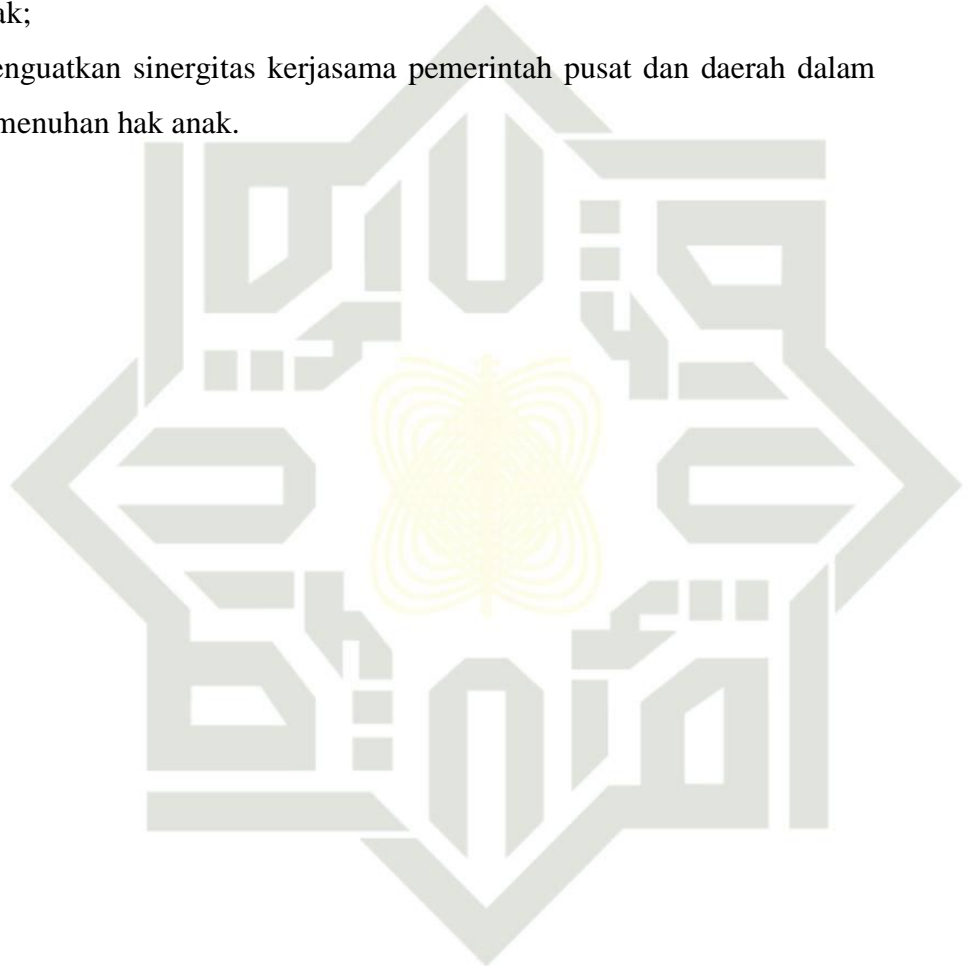 ak;
enguatkan sinergitas kerjasama pemerintah pusat dan daerah dalam
menuhan hak anak.